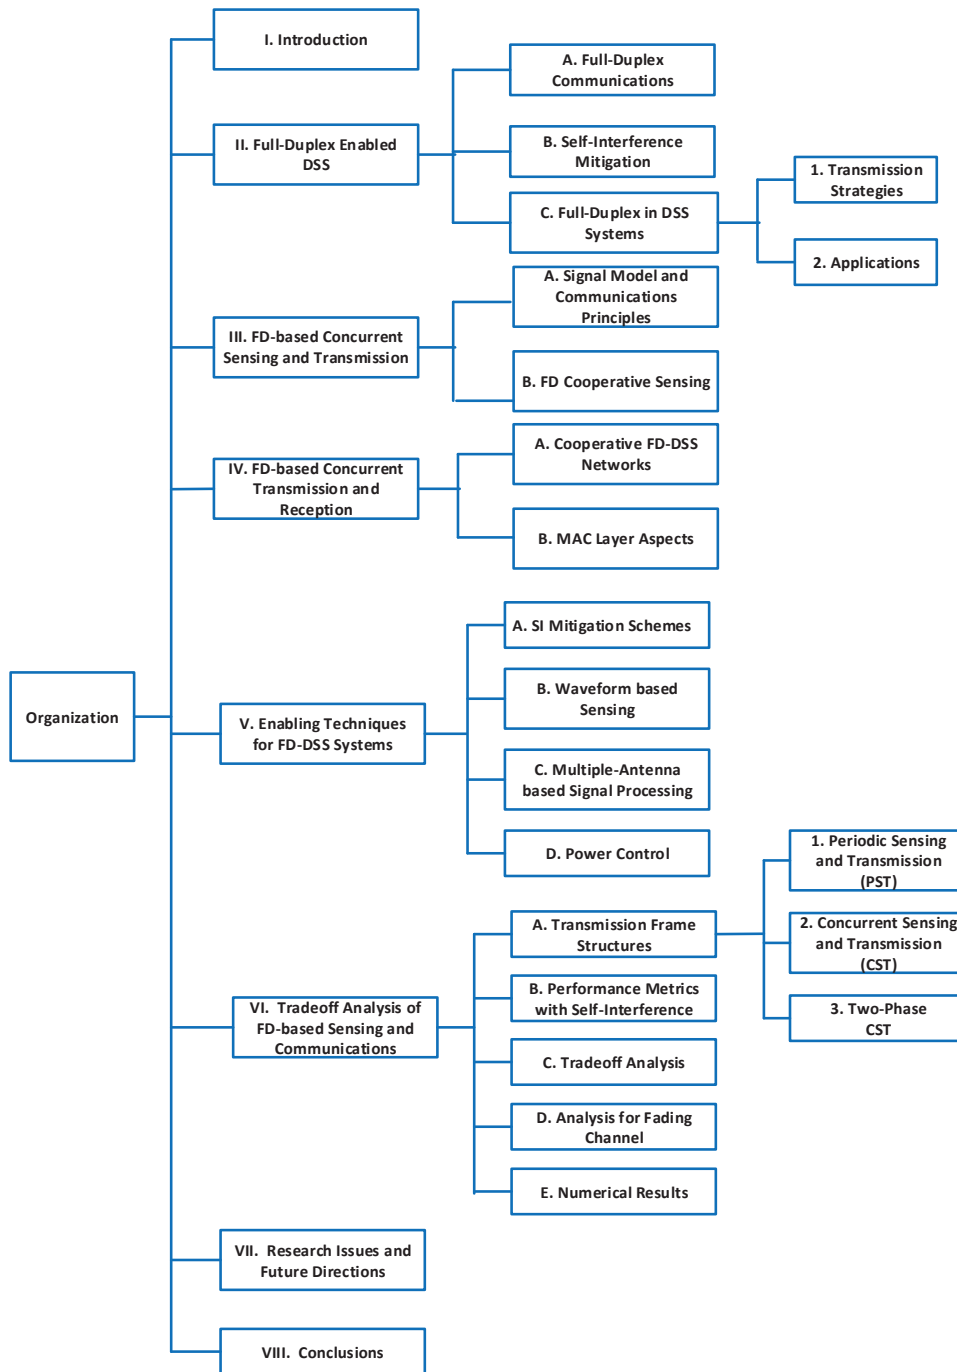 Organization
I. Introduction
II. Full-Duplex Enabled
DSS
A. Full-Duplex
Communications
B. Self-Interference
Mitigation
C. Full-Duplex in DSS
Systems
1. Transmission
Strategies
2. Applications
III. FD-based Concurrent
Sensing and Transmission
A. Signal Model and
Communications
Principles
B. FD Cooperative Sensing
IV. FD-based Concurrent
Transmission and
Reception
A. Cooperative FD-DSS
Networks
B. MAC Layer Aspects
V. Enabling Techniques
for FD-DSS Systems
A. SI Mitigation Schemes
B. Waveform based
Sensing
C. Multiple-Antenna
based Signal Processing
D. Power Control
VI. Tradeoff Analysis of
FD-based Sensing and
Communications
A. Transmission Frame
Structures
1. Periodic Sensing
and Transmission
(PST)
2. Concurrent Sensing
and Transmission
(CST)
3. Two-Phase
CST
B. Performance Metrics
with Self-Interference
C. Tradeoff Analysis
D. Analysis for Fading
Channel
E. Numerical Results
VII. Research Issues and
Future Directions
VIII. Conclusions